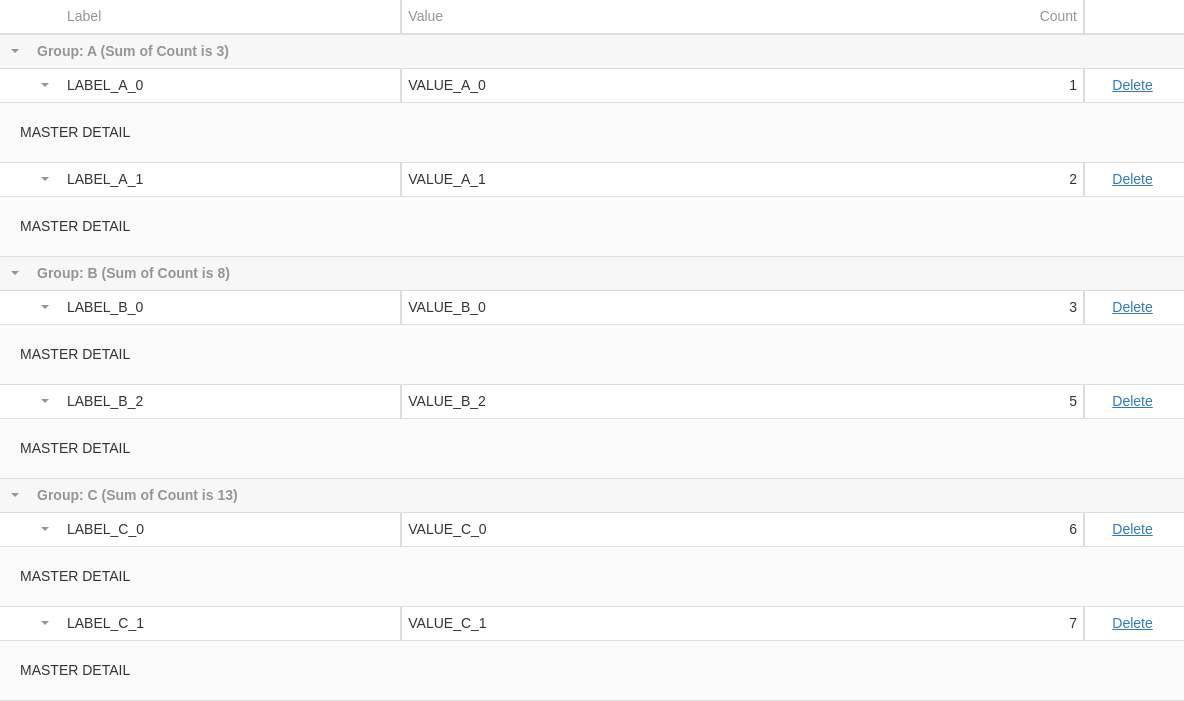 Label Value Count
Group: A (Sum of Count is 3)
LABEL_A_0 VALUE_A_0 1 Delete
MASTER DETAIL
LABEL_A_1 VALUE_A_1 2 Delete
MASTER DETAIL
Group: B (Sum of Count is 8)
LABEL_B_0 VALUE_B_0 3 Delete
MASTER DETAIL
LABEL_B_2 VALUE_B_2 5 Delete
MASTER DETAIL
Group: C (Sum of Count is 13)
LABEL_C_0 VALUE_C_0 6 Delete
MASTER DETAIL
LABEL_C_1 VALUE_C_1 7 Delete
MASTER DETAIL